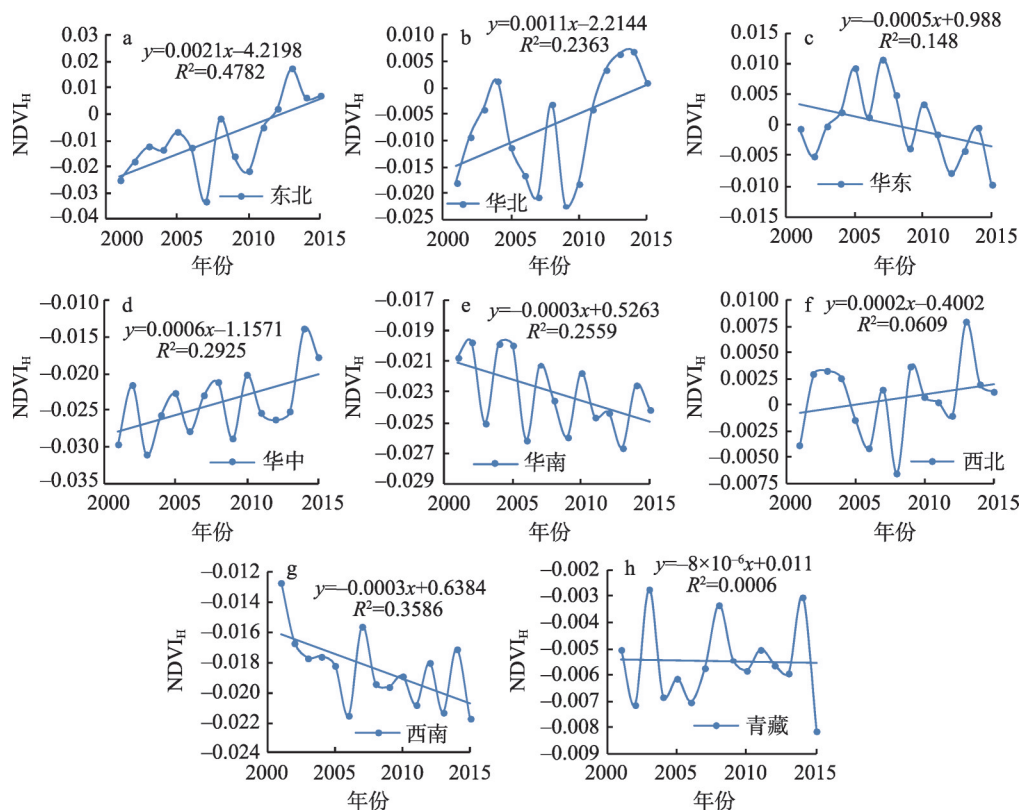 a
y=0.0021x–4.2198
R²=0.4782
0.03
0.02
0.01
0
–0.01
–0.02
–0.03
–0.04
NDVI_H
东北
2000 2005 2010 2015
年份
b
y=0.0011x–2.2144
R²=0.2363
0.010
0.005
0
–0.005
–0.010
–0.015
–0.020
–0.025
NDVI_H
华北
2000 2005 2010 2015
年份
c
y=–0.0005x+0.988
R²=0.148
0.015
0.010
0.005
0
–0.005
–0.010
–0.015
NDVI_H
华东
2000 2005 2010 2015
年份
d
y=0.0006x–1.1571
R²=0.2925
–0.010
–0.015
–0.020
–0.025
–0.030
–0.035
NDVI_H
华中
2000 2005 2010 2015
年份
e
y=–0.0003x+0.5263
R²=0.2559
–0.017
–0.019
–0.021
–0.023
–0.025
–0.027
–0.029
NDVI_H
华南
2000 2005 2010 2015
年份
f
y=0.0002x–0.4002
R²=0.0609
0.0100
0.0075
0.0050
0.0025
0
–0.0025
–0.0050
–0.0075
NDVI_H
西北
2000 2005 2010 2015
年份
g
y=–0.0003x+0.6384
R²=0.3586
–0.012
–0.014
–0.016
–0.018
–0.020
–0.022
–0.024
NDVI_H
西南
2000 2005 2010 2015
年份
h
y=–8×10⁻⁶x+0.011
R²=0.0006
–0.002
–0.003
–0.004
–0.005
–0.006
–0.007
–0.008
–0.009
NDVI_H
青藏
2000 2005 2010 2015
年份